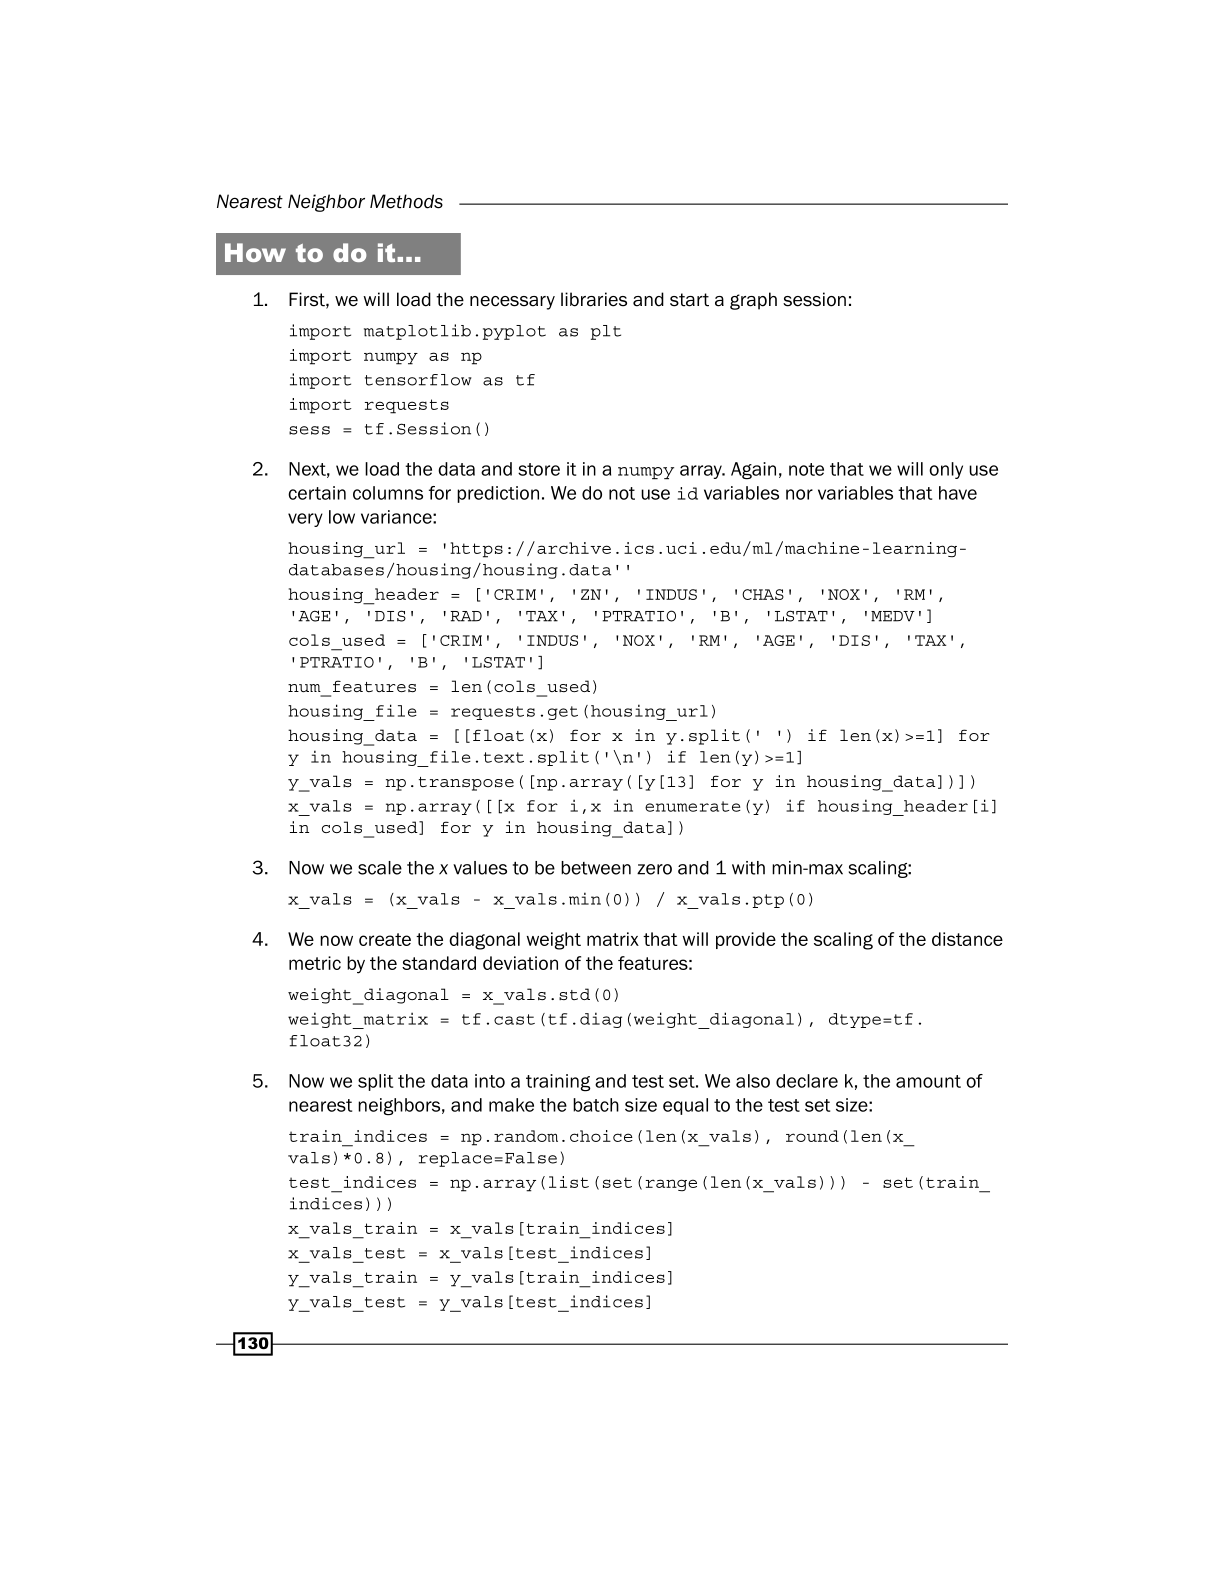 Nearest Neighbor Methods
How to do it…
1. First, we will load the necessary libraries and start a graph session:
import matplotlib.pyplot as plt
import numpy as np
import tensorflow as tf
import requests
sess = tf.Session()
2. Next, we load the data and store it in a numpy array. Again, note that we will only use
certain columns for prediction. We do not use id variables nor variables that have
very low variance:
housing_url = 'https://archive.ics.uci.edu/ml/machine-learning-
databases/housing/housing.data''
housing_header = ['CRIM', 'ZN', 'INDUS', 'CHAS', 'NOX', 'RM',
'AGE', 'DIS', 'RAD', 'TAX', 'PTRATIO', 'B', 'LSTAT', 'MEDV']
cols_used = ['CRIM', 'INDUS', 'NOX', 'RM', 'AGE', 'DIS', 'TAX',
'PTRATIO', 'B', 'LSTAT']
num_features = len(cols_used)
housing_file = requests.get(housing_url)
housing_data = [[float(x) for x in y.split(' ') if len(x)>=1] for
y in housing_file.text.split('\n') if len(y)>=1]
y_vals = np.transpose([np.array([y[13] for y in housing_data])])
x_vals = np.array([[x for i,x in enumerate(y) if housing_header[i]
in cols_used] for y in housing_data])
3. Now we scale the x values to be between zero and 1 with min-max scaling:
x_vals = (x_vals - x_vals.min(0)) / x_vals.ptp(0)
4. We now create the diagonal weight matrix that will provide the scaling of the distance
metric by the standard deviation of the features:
weight_diagonal = x_vals.std(0)
weight_matrix = tf.cast(tf.diag(weight_diagonal), dtype=tf.
float32)
5. Now we split the data into a training and test set. We also declare k, the amount of
nearest neighbors, and make the batch size equal to the test set size:
train_indices = np.random.choice(len(x_vals), round(len(x_
vals)*0.8), replace=False)
test_indices = np.array(list(set(range(len(x_vals))) - set(train_
indices)))
x_vals_train = x_vals[train_indices]
x_vals_test = x_vals[test_indices]
y_vals_train = y_vals[train_indices]
y_vals_test = y_vals[test_indices]
130